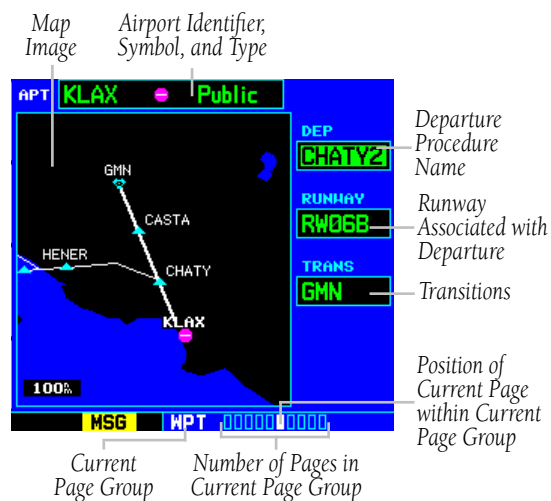 Map
Image
Airport Identifier,
Symbol, and Type
APT KLAX Public
DEP
CHATY2
Departure
Procedure
Name
RUNWAY
RW06B
Runway
Associated with
Departure
TRANS
GMN
Transitions
GMN
CASTA
HENER
CHATY
KLAX
100nm
MSG WPT
Position of
Current Page
within Current
Page Group
Current
Page Group
Number of Pages in
Current Page Group